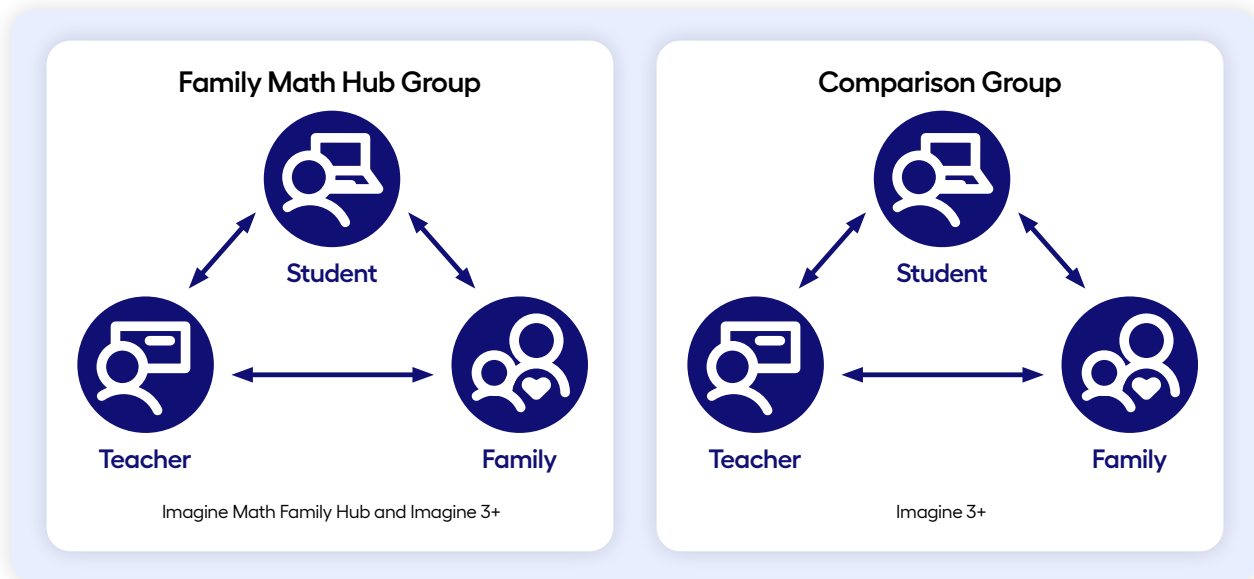 Family Math Hub Group
Student
Teacher
Family
Imagine Math Family Hub and Imagine 3+
Comparison Group
Student
Teacher
Family
Imagine 3+